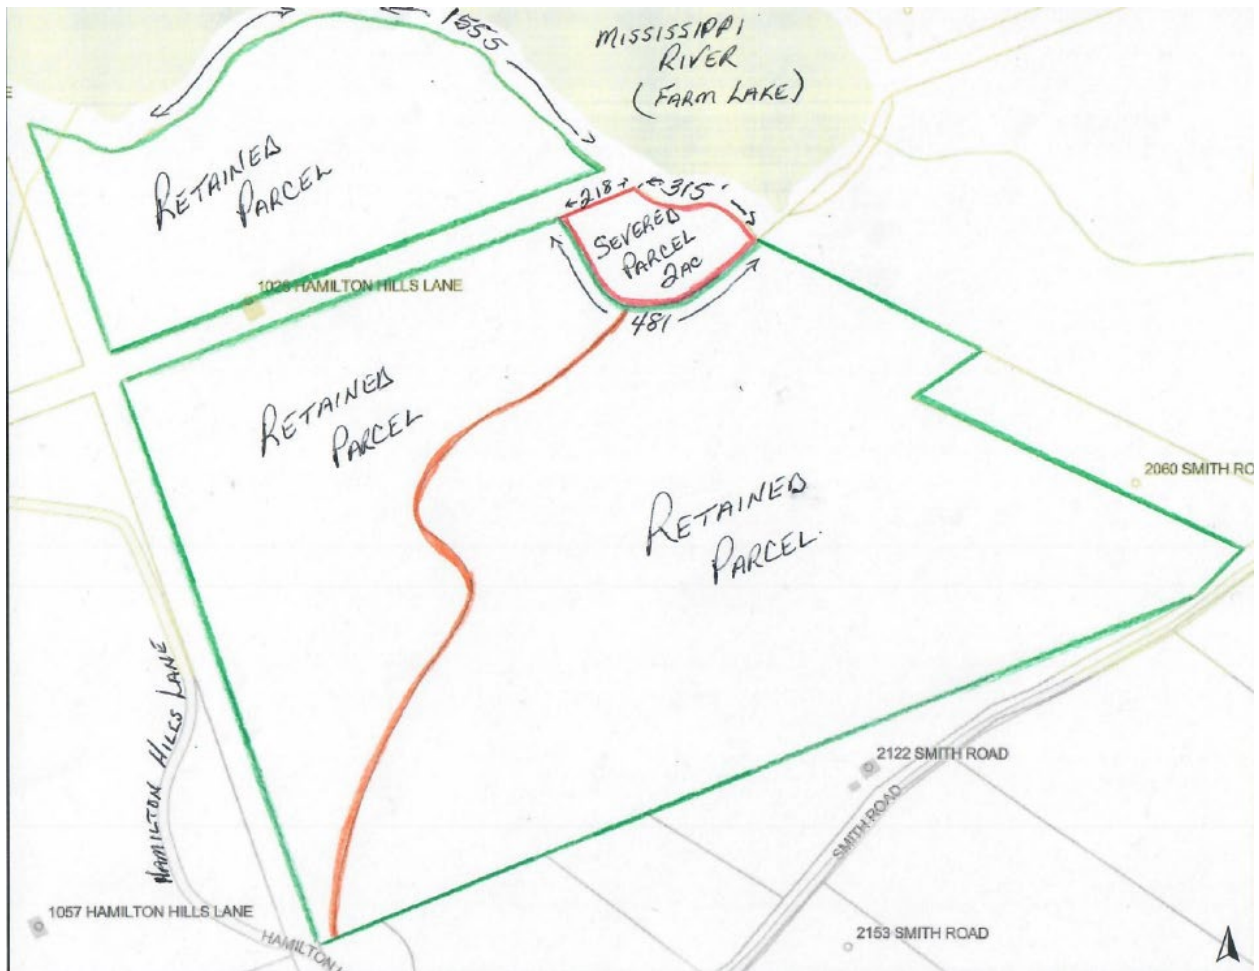 1555
MISSISSIPPI
RIVER
(FARM LAKE)
E
RETAINED
PARCEL
218
315'
SEVERED
PARCEL
2AC
1028 HAMILTON HILLS LANE
481
RETAINED
PARCEL
2060 SMITH RO
RETAINED
PARCEL.
HAMILTON HILLS LANE
2122 SMITH ROAD
SMITH ROAD
1057 HAMILTON HILLS LANE
HAMILTON
2153 SMITH ROAD